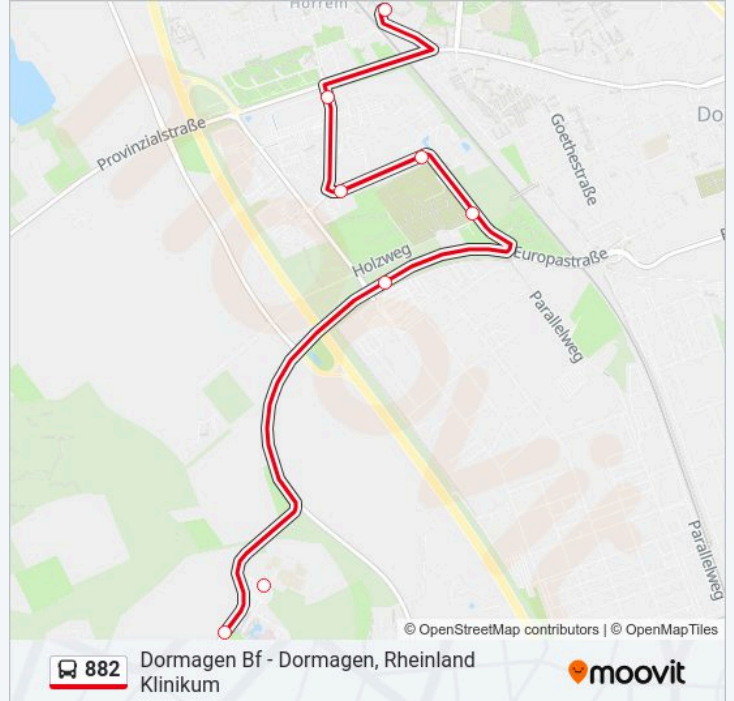 Horrem
Provinzialstraße
Goethestraße
Do
Holzweg
Europastraße
Parallelweg
Parallelweg
© OpenStreetMap contributors | © OpenMapTiles
882
Dormagen Bf - Dormagen, Rheinland
Klinikum
moovit